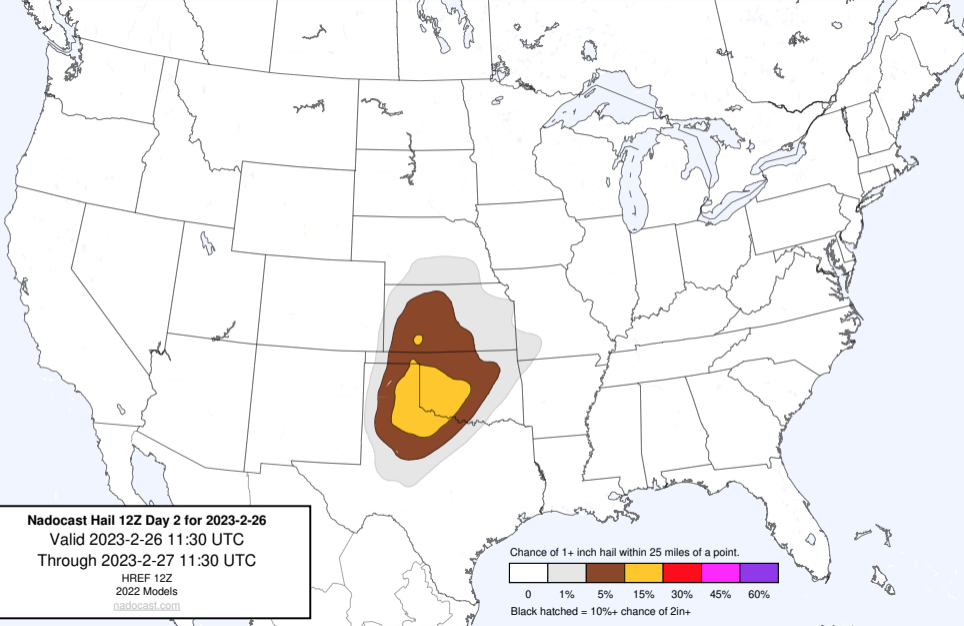 Nadocast Hail 12Z Day 2 for 2023-2-26
Valid 2023-2-26 11:30 UTC
Through 2023-2-27 11:30 UTC
HREF 12Z
2022 Models
nadocast.com
Chance of 1+ inch hail within 25 miles of a point.
0 1% 5% 15% 30% 45% 60%
Black hatched = 10%+ chance of 2in+